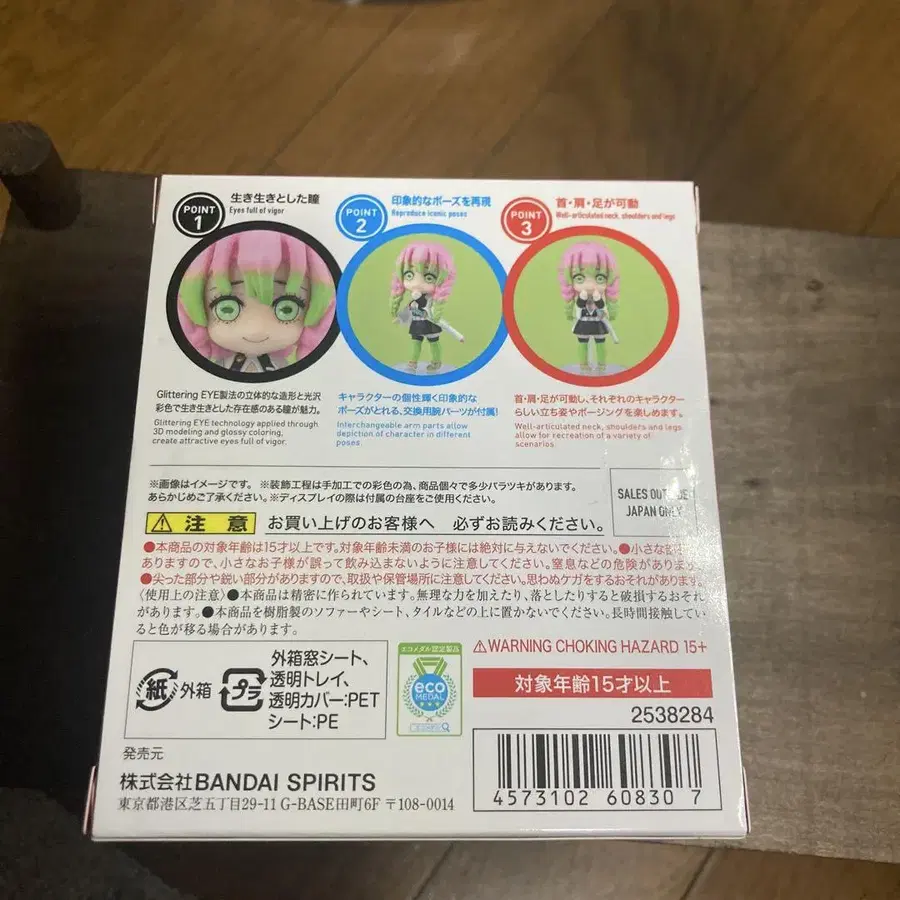 POINT
1
生き生きとした瞳
Eyes full of vigor
POINT
2
印象的なポーズを再現
Reproduce iconic poses
POINT
3
首・肩・足が可動
Well-articulated neck, shoulders and legs
Glittering EYE製法の立体的な造形と光沢
彩色で生き生きとした存在感のある瞳が魅力。
Glittering EYE technology applied through
3D modeling and glossy coloring,
create attractive eyes full of vigor.
キャラクターの個性輝く印象的な
ポーズがとれる、交換用腕パーツが付属!
Interchangeable arm parts allow
depiction of character in different
poses.
首・肩・足が可動し、それぞれのキャラクター
らしい立ち姿やポージングを楽しめます。
Well-articulated neck, shoulders and legs
allow for recreation of a variety of
scenarios.
※画像はイメージです。 ※装飾工程は手加工での彩色の為、商品個々で多少バラツキがあります。
あらかじめご了承ください。※ディスプレイの際は付属の台座をご使用ください。
SALES OUTSIDE
JAPAN ONLY
注意 お買い上げのお客様へ 必ずお読みください。
●本商品の対象年齢は15才以上です。対象年齢未満のお子様には絶対に与えないでください。●小さな部品が
ありますので、小さなお子様が誤って飲み込まないように注意してください。窒息などの危険があります。
●尖った部分や鋭い部分がありますので、取扱や保管場所に注意してください。思わぬケガをするおそれがあります。
〈使用上の注意〉●本商品は精密に作られています。無理な力を加えたり、落としたりすると破損するおそれ
があります。●本商品を樹脂製のソファーやシート、タイルなどの上に置かないでください。長時間接触してい
ると色が移る場合があります。
紙 外箱
プラ
外箱窓シート、
透明トレイ、
透明カバー:PET
シート:PE
エコメダル認定製品
eco
MEDAL
⚠WARNING CHOKING HAZARD 15+
対象年齢15才以上
2538284
4573102 60830 7
発売元
株式会社BANDAI SPIRITS
東京都港区芝五丁目29-11 G-BASE田町6F 〒108-0014